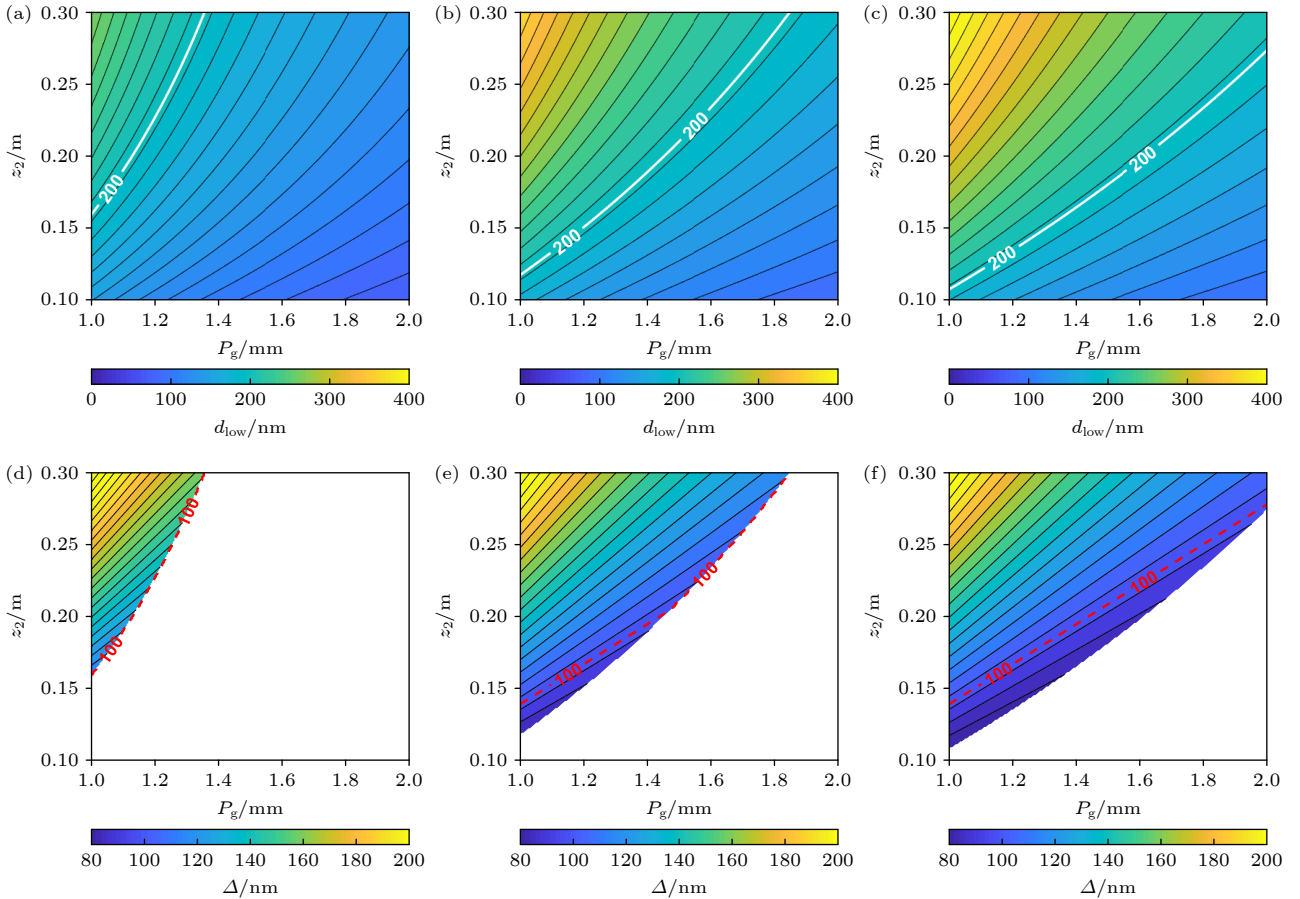 (a) (b) (c)
0.30 0.30 0.30
0.25 0.25 0.25
z₂/m z₂/m z₂/m
0.20 0.20 0.20
0.15 0.15 0.15
0.10 0.10 0.10
200 200 200 200 200
1.0 1.2 1.4 1.6 1.8 2.0 1.0 1.2 1.4 1.6 1.8 2.0 1.0 1.2 1.4 1.6 1.8 2.0
P_g/mm P_g/mm P_g/mm
0 100 200 300 400 0 100 200 300 400 0 100 200 300 400
d_low/nm d_low/nm d_low/nm
(d) (e) (f)
0.30 0.30 0.30
0.25 0.25 0.25
z₂/m z₂/m z₂/m
0.20 0.20 0.20
0.15 0.15 0.15
0.10 0.10 0.10
100 100 100 100 100 100
1.0 1.2 1.4 1.6 1.8 2.0 1.0 1.2 1.4 1.6 1.8 2.0 1.0 1.2 1.4 1.6 1.8 2.0
P_g/mm P_g/mm P_g/mm
80 100 120 140 160 180 200 80 100 120 140 160 180 200 80 100 120 140 160 180 200
Δ/nm Δ/nm Δ/nm